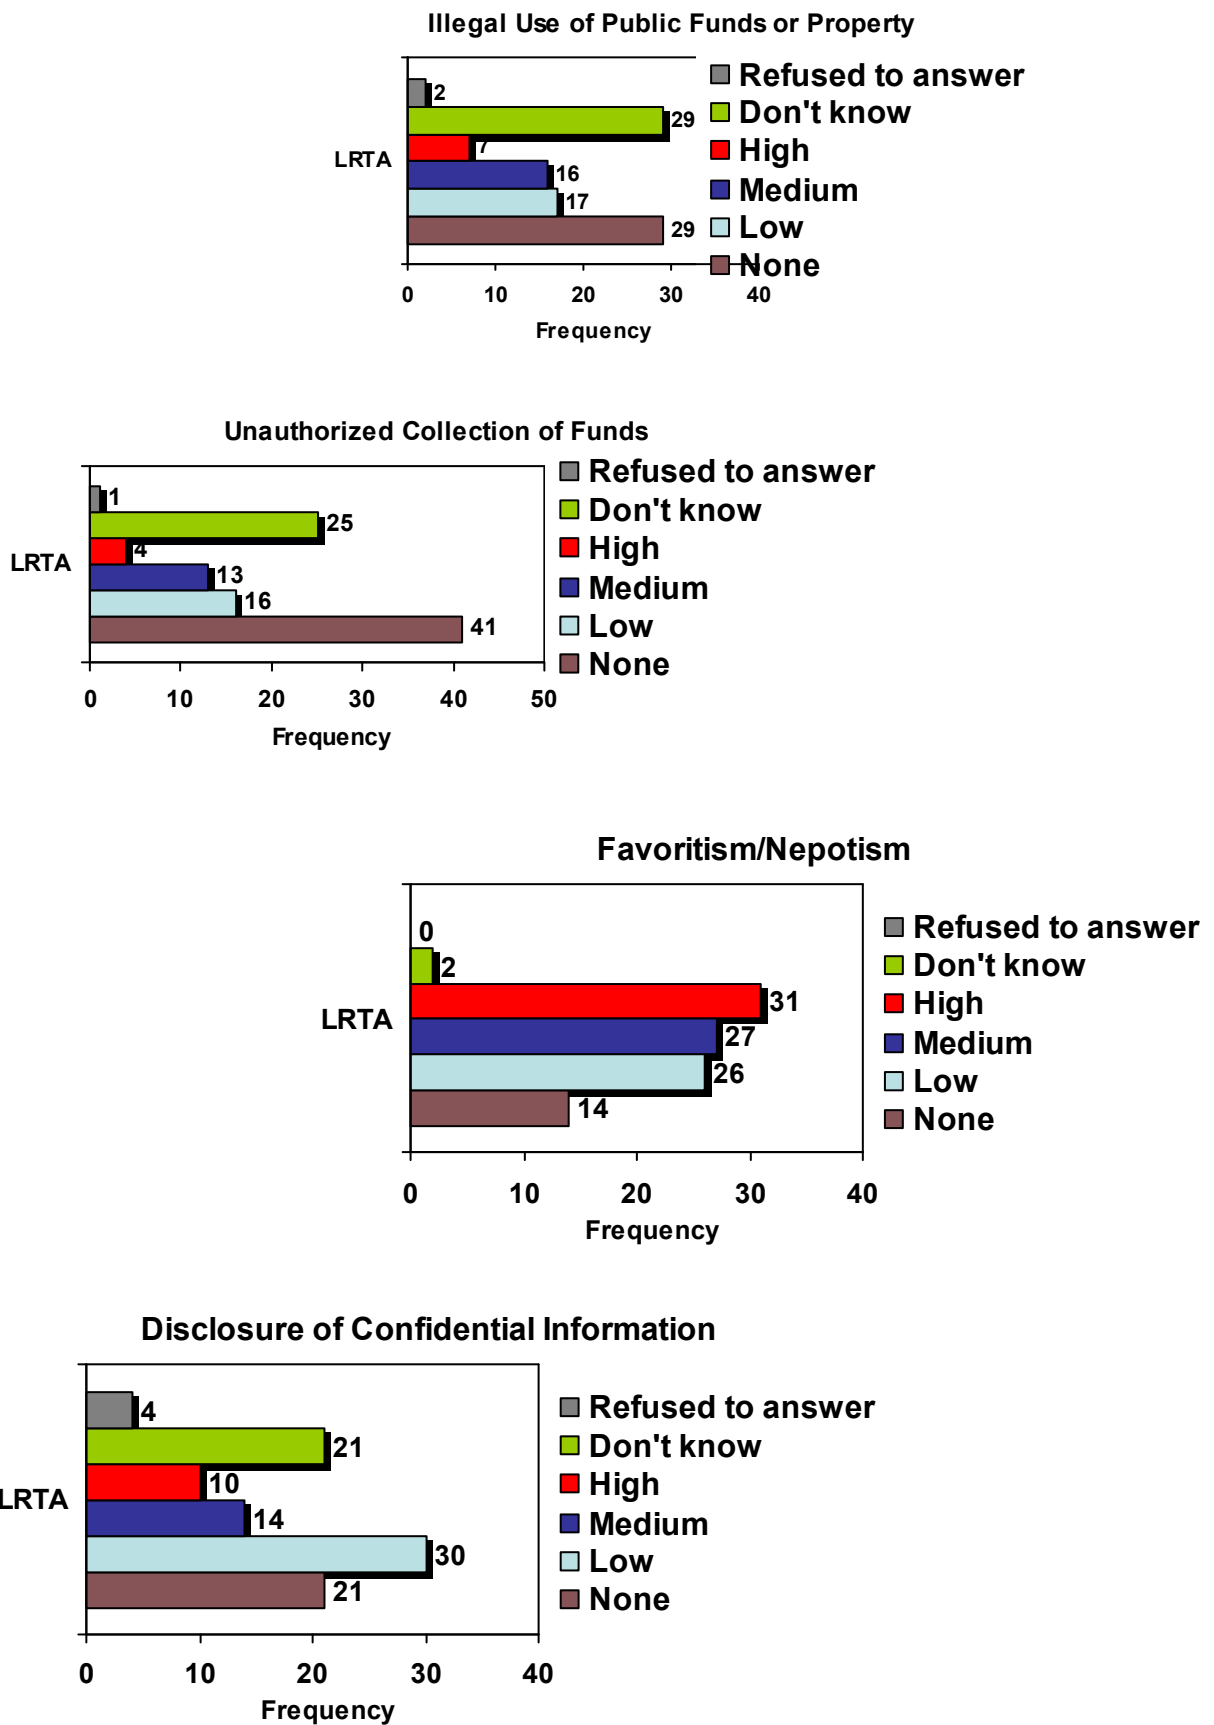 Illegal Use of Public Funds or Property
Refused to answer
2
Don't know
29
High
7
LRTA
Medium
16
Low
17
None
29
0 10 20 30 40
Frequency
Unauthorized Collection of Funds
Refused to answer
1
Don't know
25
High
4
LRTA
Medium
13
Low
16
None
41
0 10 20 30 40 50
Frequency
Favoritism/Nepotism
Refused to answer
0
Don't know
2
High
31
LRTA
Medium
27
Low
26
None
14
0 10 20 30 40
Frequency
Disclosure of Confidential Information
Refused to answer
4
Don't know
21
High
10
LRTA
Medium
14
Low
30
None
21
0 10 20 30 40
Frequency